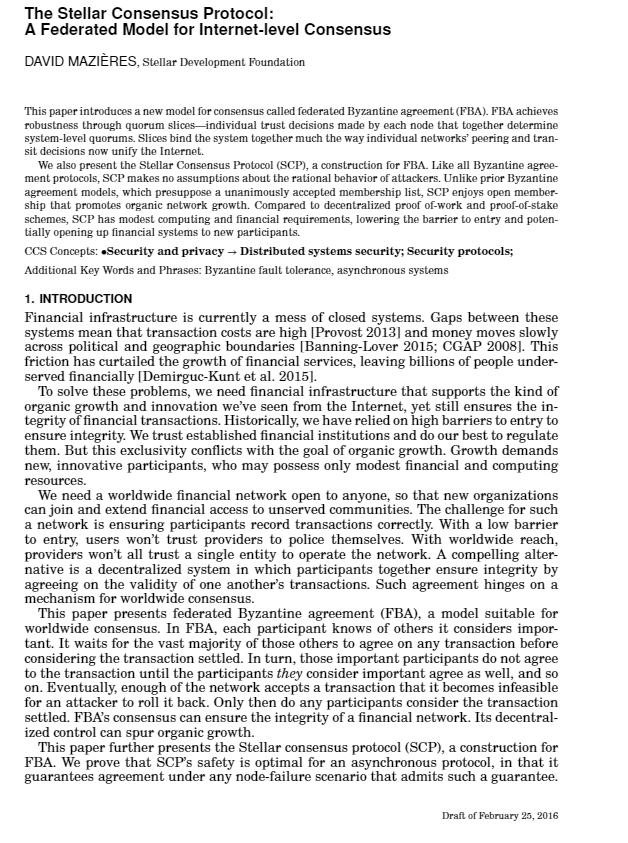 The Stellar Consensus Protocol:
A Federated Model for Internet-level Consensus
DAVID MAZIÈRES, Stellar Development Foundation
This paper introduces a new model for consensus called federated Byzantine agreement (FBA). FBA achieves
robustness through quorum slices—individual trust decisions made by each node that together determine
system-level quorums. Slices bind the system together much the way individual networks' peering and tran-
sit decisions now unify the Internet.
We also present the Stellar Consensus Protocol (SCP), a construction for FBA. Like all Byzantine agree-
ment protocols, SCP makes no assumptions about the rational behavior of attackers. Unlike prior Byzantine
agreement models, which presuppose a unanimously accepted membership list, SCP enjoys open member-
ship that promotes organic network growth. Compared to decentralized proof of-work and proof-of-stake
schemes, SCP has modest computing and financial requirements, lowering the barrier to entry and poten-
tially opening up financial systems to new participants.
CCS Concepts: •Security and privacy → Distributed systems security; Security protocols;
Additional Key Words and Phrases: Byzantine fault tolerance, asynchronous systems
1. INTRODUCTION
Financial infrastructure is currently a mess of closed systems. Gaps between these
systems mean that transaction costs are high [Provost 2013] and money moves slowly
across political and geographic boundaries [Banning-Lover 2015; CGAP 2008]. This
friction has curtailed the growth of financial services, leaving billions of people under-
served financially [Demirguc-Kunt et al. 2015].
To solve these problems, we need financial infrastructure that supports the kind of
organic growth and innovation we've seen from the Internet, yet still ensures the in-
tegrity of financial transactions. Historically, we have relied on high barriers to entry to
ensure integrity. We trust established financial institutions and do our best to regulate
them. But this exclusivity conflicts with the goal of organic growth. Growth demands
new, innovative participants, who may possess only modest financial and computing
resources.
We need a worldwide financial network open to anyone, so that new organizations
can join and extend financial access to unserved communities. The challenge for such
a network is ensuring participants record transactions correctly. With a low barrier
to entry, users won't trust providers to police themselves. With worldwide reach,
providers won't all trust a single entity to operate the network. A compelling alter-
native is a decentralized system in which participants together ensure integrity by
agreeing on the validity of one another's transactions. Such agreement hinges on a
mechanism for worldwide consensus.
This paper presents federated Byzantine agreement (FBA), a model suitable for
worldwide consensus. In FBA, each participant knows of others it considers impor-
tant. It waits for the vast majority of those others to agree on any transaction before
considering the transaction settled. In turn, those important participants do not agree
to the transaction until the participants they consider important agree as well, and so
on. Eventually, enough of the network accepts a transaction that it becomes infeasible
for an attacker to roll it back. Only then do any participants consider the transaction
settled. FBA's consensus can ensure the integrity of a financial network. Its decentral-
ized control can spur organic growth.
This paper further presents the Stellar consensus protocol (SCP), a construction for
FBA. We prove that SCP's safety is optimal for an asynchronous protocol, in that it
guarantees agreement under any node-failure scenario that admits such a guarantee.
Draft of February 25, 2016